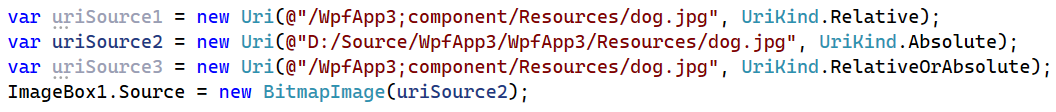 var uriSource1 = new Uri(@"/WpfApp3;component/Resources/dog.jpg", UriKind.Relative);
var uriSource2 = new Uri(@"D:/Source/WpfApp3/WpfApp3/Resources/dog.jpg", UriKind.Absolute);
var uriSource3 = new Uri(@"/WpfApp3;component/Resources/dog.jpg", UriKind.RelativeOrAbsolute);
ImageBox1.Source = new BitmapImage(uriSource2);